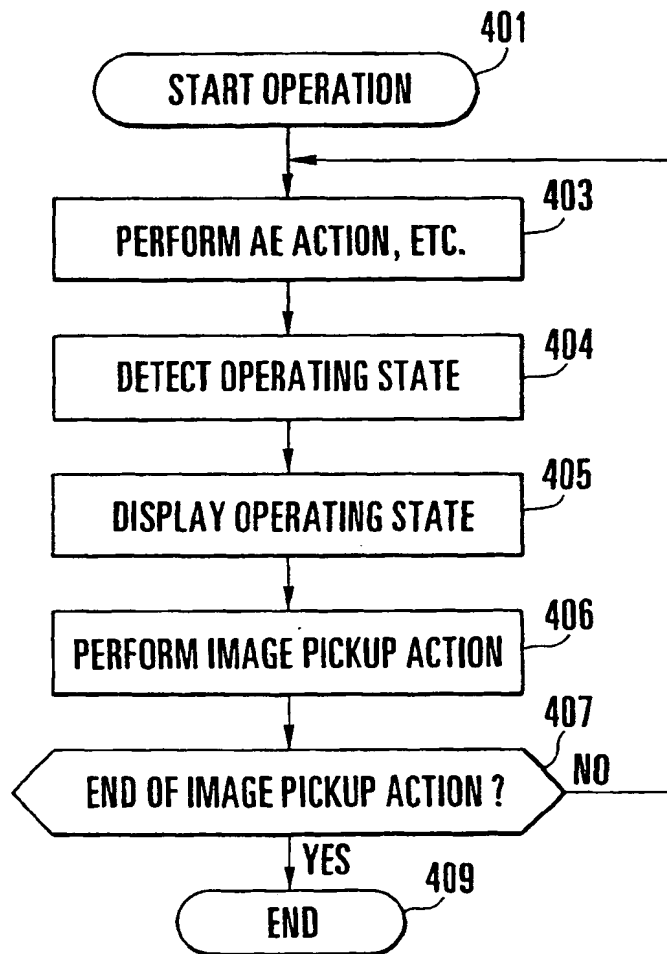 401
START OPERATION
403
PERFORM AE ACTION, ETC.
404
DETECT OPERATING STATE
405
DISPLAY OPERATING STATE
406
PERFORM IMAGE PICKUP ACTION
407
END OF IMAGE PICKUP ACTION ?
NO
YES
409
END